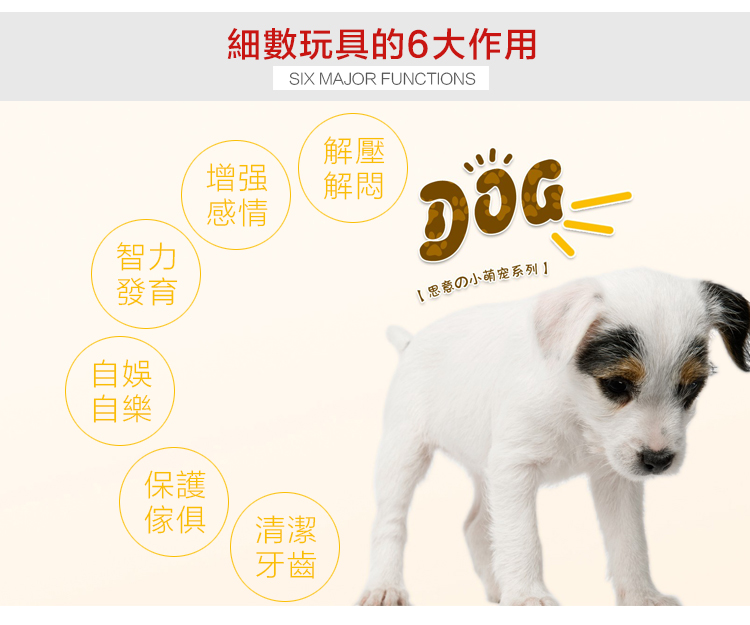 細數玩具的6大作用
SIX MAJOR FUNCTIONS
解壓
解悶
增强
感情
智力
發育
自娛
自樂
保護
傢俱
清潔
牙齒
DOG
【思意の小萌宠系列】